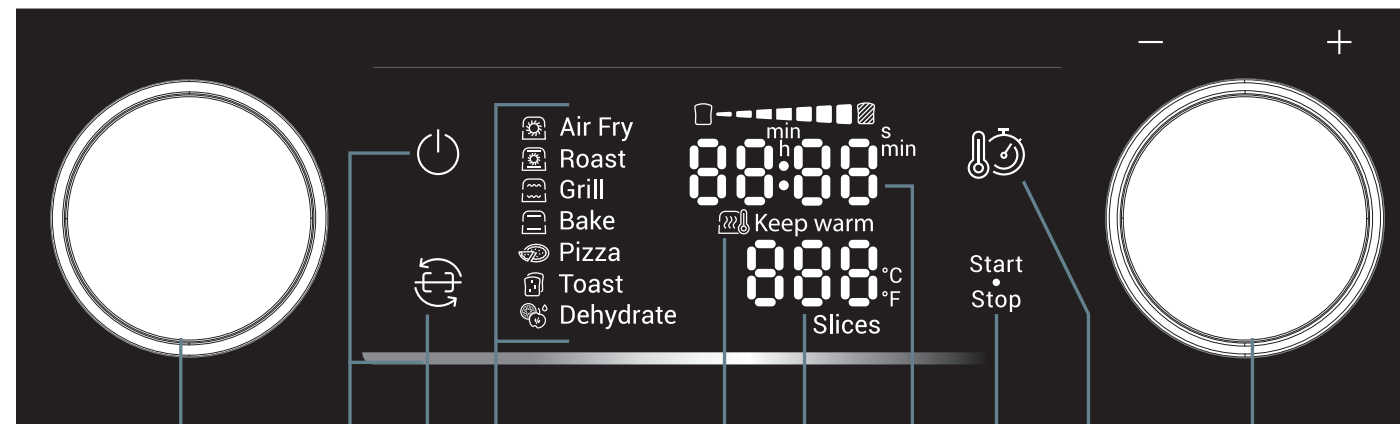 − +
Air Fry
Roast
Grill
Bake
Pizza
Toast
Dehydrate
min s
h min
88:88
Keep warm
888
°C
°F
Slices
Start
•
Stop